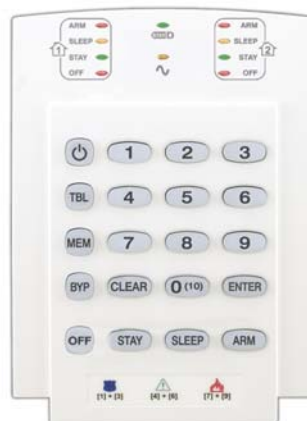 ARM ARM
SLEEP SLEEP
1 2
STAY STAY
OFF OFF
1 2 3
TBL 4 5 6
MEM 7 8 9
BYP CLEAR 0 (10) ENTER
OFF STAY SLEEP ARM
[1] + [3] [4] + [6] [7] + [9]